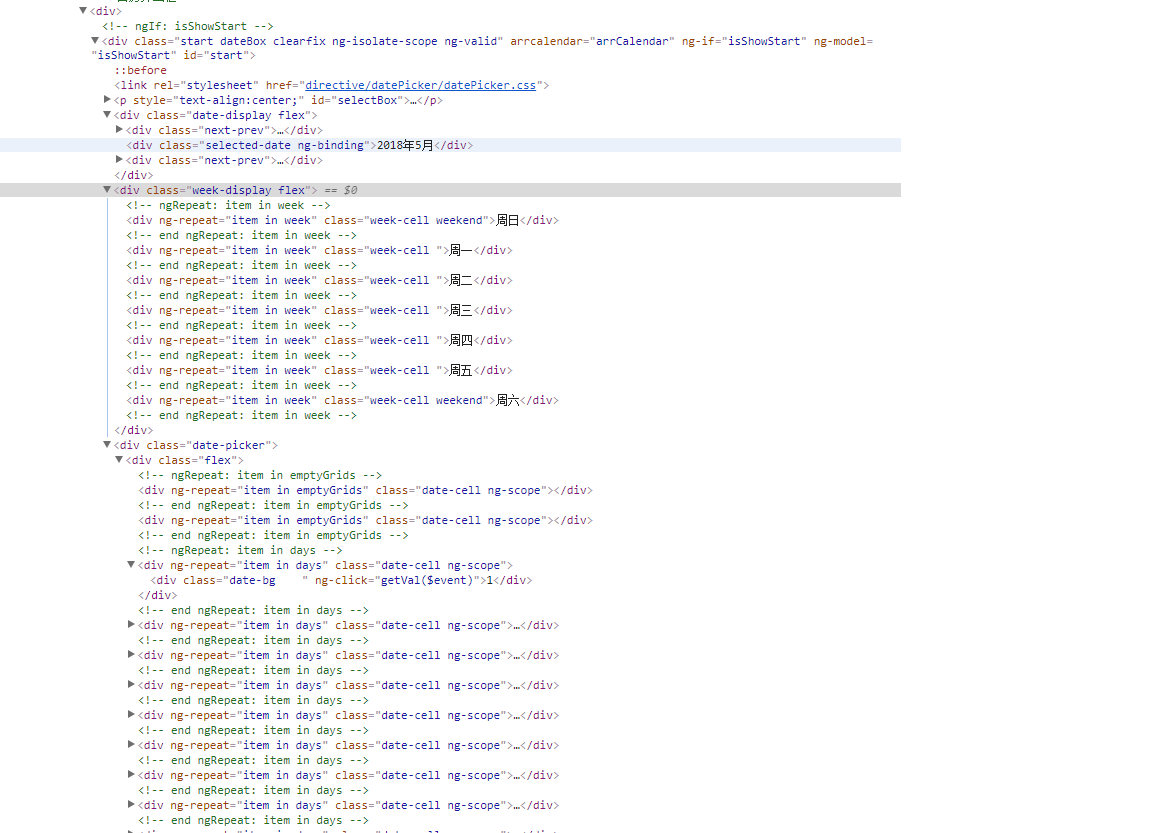 <div>
<!-- ngIf: isShowStart -->
<div class="start dateBox clearfix ng-isolate-scope ng-valid" arrcalendar="arrCalendar" ng-if="isShowStart" ng-model=
"isShowStart" id="start">
::before
<link rel="stylesheet" href="directive/datePicker/datePicker.css">
<p style="text-align:center;" id="selectBox">…</p>
<div class="date-display flex">
<div class="next-prev">…</div>
<div class="selected-date ng-binding">2018年5月</div>
<div class="next-prev">…</div>
</div>
<div class="week-display flex"> == $0
<!-- ngRepeat: item in week -->
<div ng-repeat="item in week" class="week-cell weekend">周日</div>
<!-- end ngRepeat: item in week -->
<div ng-repeat="item in week" class="week-cell ">周一</div>
<!-- end ngRepeat: item in week -->
<div ng-repeat="item in week" class="week-cell ">周二</div>
<!-- end ngRepeat: item in week -->
<div ng-repeat="item in week" class="week-cell ">周三</div>
<!-- end ngRepeat: item in week -->
<div ng-repeat="item in week" class="week-cell ">周四</div>
<!-- end ngRepeat: item in week -->
<div ng-repeat="item in week" class="week-cell ">周五</div>
<!-- end ngRepeat: item in week -->
<div ng-repeat="item in week" class="week-cell weekend">周六</div>
<!-- end ngRepeat: item in week -->
</div>
<div class="date-picker">
<div class="flex">
<!-- ngRepeat: item in emptyGrids -->
<div ng-repeat="item in emptyGrids" class="date-cell ng-scope"></div>
<!-- end ngRepeat: item in emptyGrids -->
<div ng-repeat="item in emptyGrids" class="date-cell ng-scope"></div>
<!-- end ngRepeat: item in emptyGrids -->
<!-- ngRepeat: item in days -->
<div ng-repeat="item in days" class="date-cell ng-scope">
<div class="date-bg    " ng-click="getVal($event)">1</div>
</div>
<!-- end ngRepeat: item in days -->
<div ng-repeat="item in days" class="date-cell ng-scope">…</div>
<!-- end ngRepeat: item in days -->
<div ng-repeat="item in days" class="date-cell ng-scope">…</div>
<!-- end ngRepeat: item in days -->
<div ng-repeat="item in days" class="date-cell ng-scope">…</div>
<!-- end ngRepeat: item in days -->
<div ng-repeat="item in days" class="date-cell ng-scope">…</div>
<!-- end ngRepeat: item in days -->
<div ng-repeat="item in days" class="date-cell ng-scope">…</div>
<!-- end ngRepeat: item in days -->
<div ng-repeat="item in days" class="date-cell ng-scope">…</div>
<!-- end ngRepeat: item in days -->
<div ng-repeat="item in days" class="date-cell ng-scope">…</div>
<!-- end ngRepeat: item in days -->